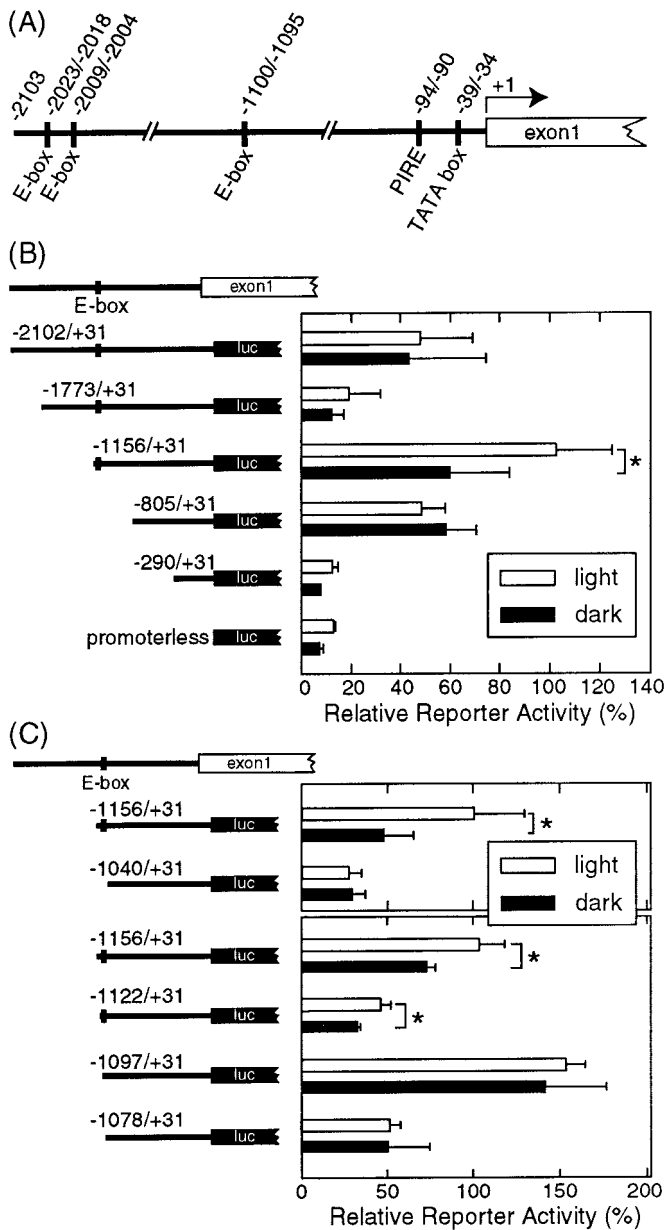 (A)
-2103
-2023/-2018
-2009/-2004
-1100/-1095
-94/-90
-39/-34
+1
exon1
E-box
E-box
E-box
PIRE
TATA box
(B)
exon1
E-box
-2102/+31
luc
-1773/+31
luc
-1156/+31
luc
*
-805/+31
luc
-290/+31
luc
promoterless
luc
light
dark
0 20 40 60 80 100 120 140
Relative Reporter Activity (%)
(C)
exon1
E-box
-1156/+31
luc
*
-1040/+31
luc
light
dark
-1156/+31
luc
*
-1122/+31
luc
*
-1097/+31
luc
-1078/+31
luc
0 50 100 150 200
Relative Reporter Activity (%)